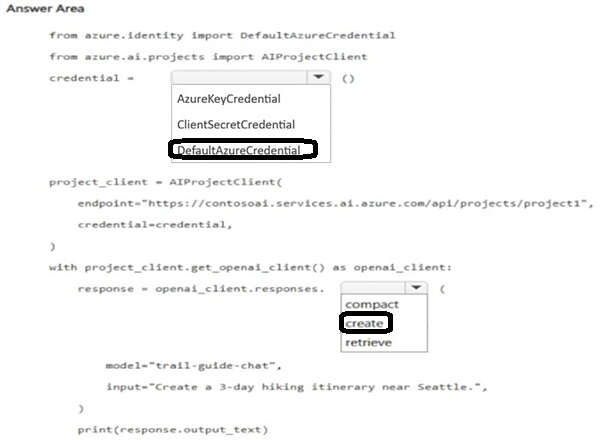 Answer Area
from azure.identity import DefaultAzureCredential
from azure.ai.projects import AIProjectClient
credential = ()
AzureKeyCredential
ClientSecretCredential
DefaultAzureCredential
project_client = AIProjectClient(
endpoint="https://contosoai.services.ai.azure.com/api/projects/project1",
credential=credential,
)
with project_client.get_openai_client() as openai_client:
response = openai_client.responses. (
compact
create
retrieve
model="trail-guide-chat",
input="Create a 3-day hiking itinerary near Seattle.",
)
print(response.output_text)